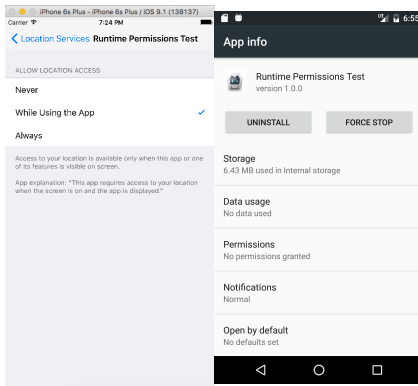 iPhone 6s Plus - iPhone 6s Plus / iOS 9.1 (13B137)
Carrier 7:24 PM
Location Services Runtime Permissions Test
ALLOW LOCATION ACCESS
Never
While Using the App
Always
Access to your location is available only when this app or one
of its features is visible on screen.
App explanation: "This app requires access to your location
when the screen is on and the app is displayed."
6:55
App info
Runtime Permissions Test
version 1.0.0
UNINSTALL FORCE STOP
Storage
6.43 MB used in Internal storage
Data usage
No data used
Permissions
No permissions granted
Notifications
Normal
Open by default
No defaults set